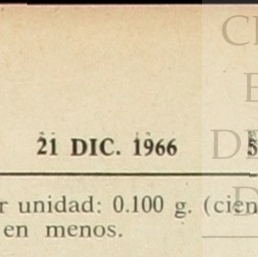 21 DIC. 1966
r unidad: 0.100 g. (cien
en menos.